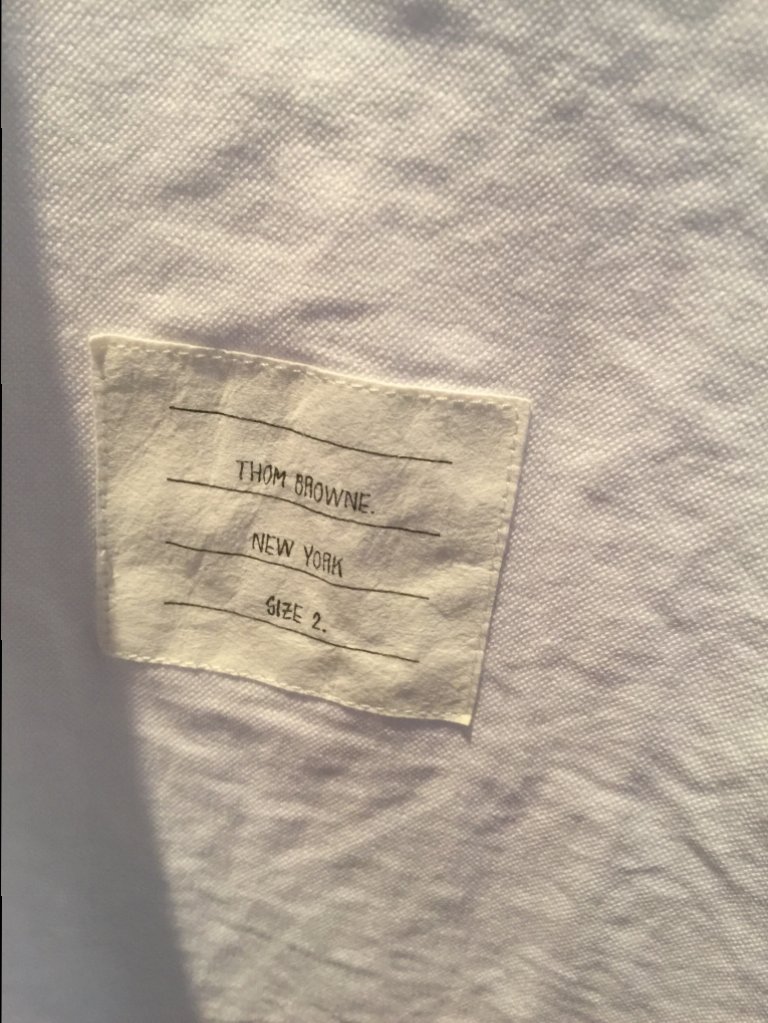 THOM BROWNE.
NEW YORK
SIZE 2.